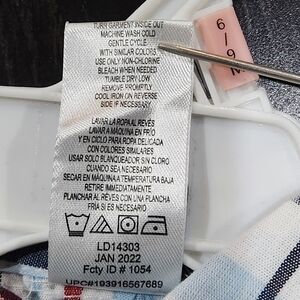 TURN GARMENT INSIDE OUT
MACHINE WASH COLD
GENTLE CYCLE
WITH SIMILAR COLORS
USE ONLY NON-CHLORINE
BLEACH WHEN NEEDED
TUMBLE DRY LOW
REMOVE PROMPTLY
COOL IRON ON REVERSE
SIDE IF NECESSARY
LAVAR LA ROPA AL REVÉS
LAVAR A MÁQUINA EN FRÍO
Y EN CICLO PARA ROPA DELICADA
CON COLORES SIMILARES
USAR SOLO BLANQUEADOR SIN CLORO
CUANDO SEA NECESARIO
SECAR EN MÁQUINA A TEMPERATURA BAJA
RETIRE INMEDIATAMENTE
PLANCHAR AL REVÉS CON UNA PLANCHA
FRIA SI ES NECESARIO
LD14303
JAN 2022
Fcty ID # 1054
UPC#193916567689
6/9
M